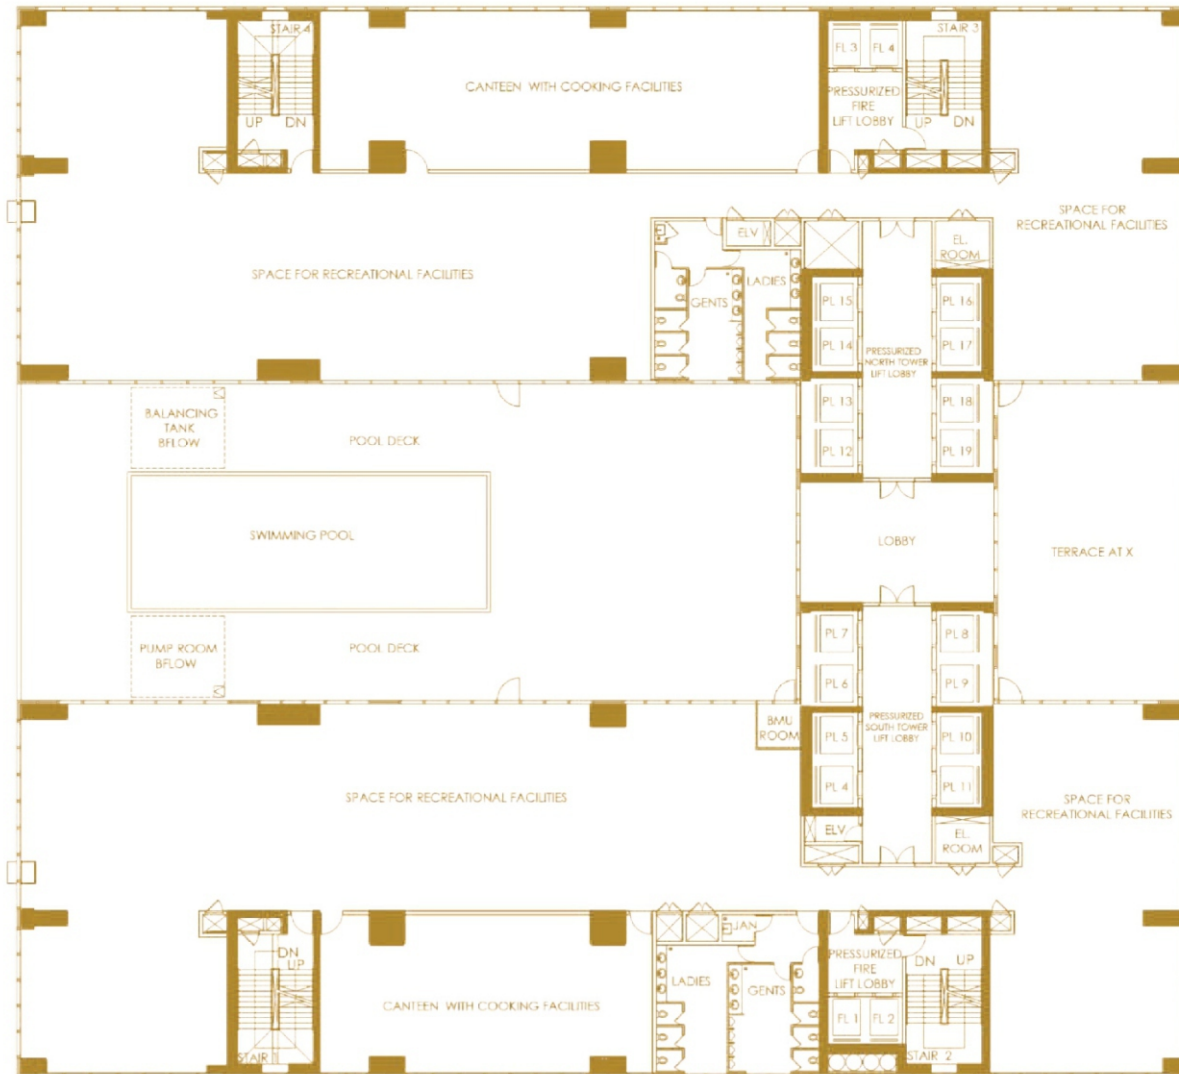 STAIR 4
UP DN
CANTEEN WITH COOKING FACILITIES
FL 3
FL 4
PRESSURIZED
FIRE
LIFT LOBBY
STAIR 3
UP DN
SPACE FOR
RECREATIONAL FACILITIES
SPACE FOR RECREATIONAL FACILITIES
ELV
LADIES
GENTS
EL.
ROOM
PL 15
PL 14
PL 13
PL 12
PRESSURIZED
NORTH TOWER
LIFT LOBBY
PL 16
PL 17
PL 18
PL 19
BALANCING
TANK
BFLOW
POOL DECK
SWIMMING POOL
LOBBY
TERRACE AT X
PUMP ROOM
BFLOW
POOL DECK
PL 7
PL 6
PL 5
PL 4
PL 8
PL 9
PL 10
PL 11
PRESSURIZED
SOUTH TOWER
LIFT LOBBY
BMU
ROOM
SPACE FOR RECREATIONAL FACILITIES
SPACE FOR
RECREATIONAL FACILITIES
ELV
EL.
ROOM
DN
UP
STAIR 1
CANTEEN WITH COOKING FACILITIES
JAN
LADIES
GENTS
PRESSURIZED
FIRE
LIFT LOBBY
FL 1
FL 2
DN UP
STAIR 2